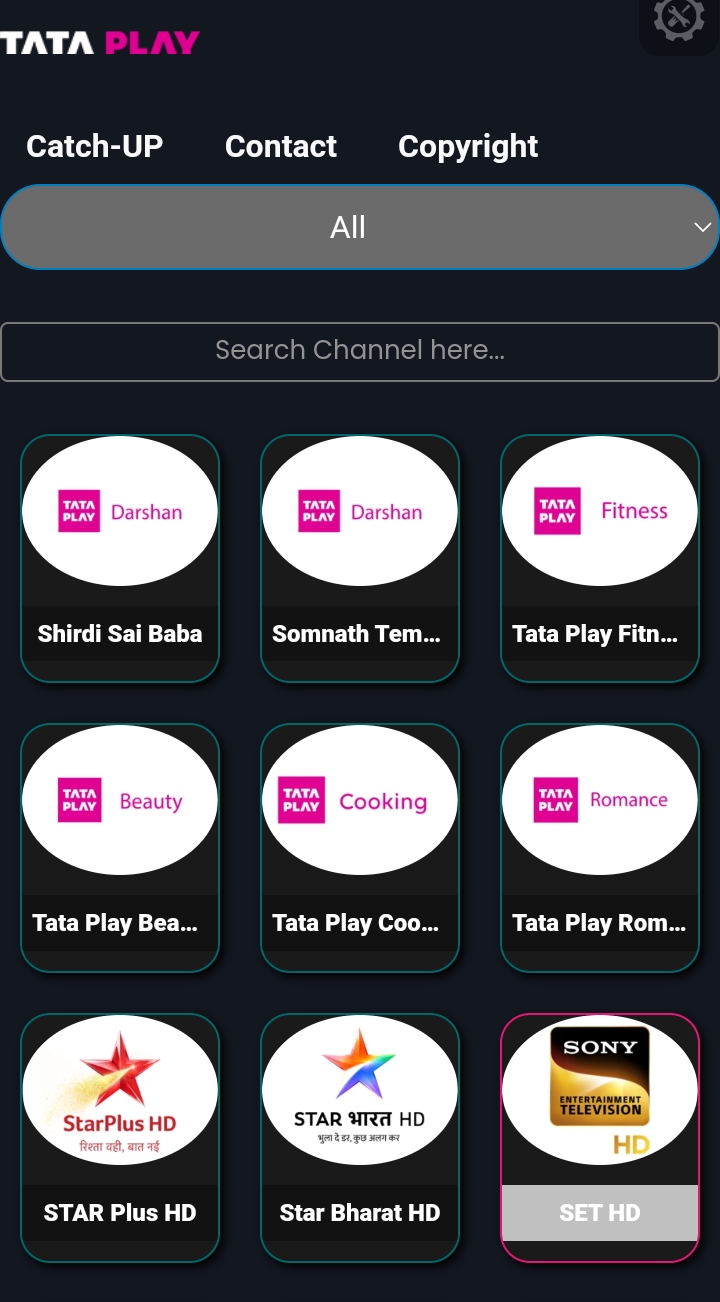 TATA PLAY
Catch-UP Contact Copyright
All
Search Channel here...
TATA PLAY Darshan
Shirdi Sai Baba
TATA PLAY Darshan
Somnath Tem...
TATA PLAY Fitness
Tata Play Fitn...
TATA PLAY Beauty
Tata Play Bea...
TATA PLAY Cooking
Tata Play Coo...
TATA PLAY Romance
Tata Play Rom...
StarPlus HD
रिश्ता वही, बात नई
STAR Plus HD
STAR भारत HD
भुला दे डर, कुछ अलग कर
Star Bharat HD
SONY
ENTERTAINMENT
TELEVISION
HD
SET HD